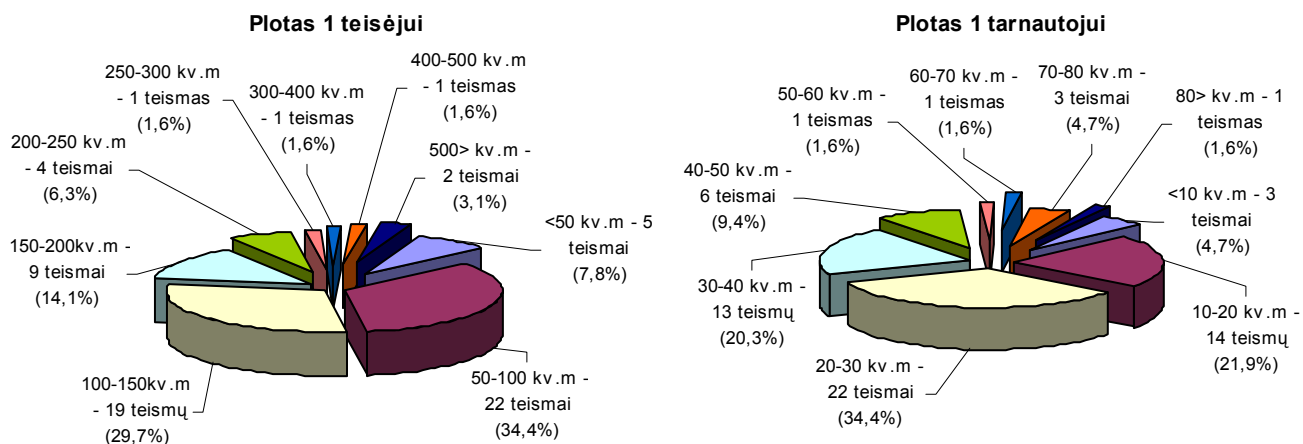 Plotas 1 teisėjui
250-300 kv.m
- 1 teismas
(1,6%)
300-400 kv.m
- 1 teismas
(1,6%)
400-500 kv.m
- 1 teismas
(1,6%)
500> kv.m -
2 teismai
(3,1%)
200-250 kv.m
- 4 teismai
(6,3%)
<50 kv.m - 5
teismai
(7,8%)
150-200kv.m -
9 teismai
(14,1%)
100-150kv.m
- 19 teismų
(29,7%)
50-100 kv.m -
22 teismai
(34,4%)
Plotas 1 tarnautojui
50-60 kv.m -
1 teismas
(1,6%)
60-70 kv.m -
1 teismas
(1,6%)
70-80 kv.m -
3 teismai
(4,7%)
80> kv.m - 1
teismas
(1,6%)
40-50 kv.m -
6 teismai
(9,4%)
<10 kv.m - 3
teismai
(4,7%)
30-40 kv.m -
13 teismų
(20,3%)
20-30 kv.m -
22 teismai
(34,4%)
10-20 kv.m -
14 teismų
(21,9%)